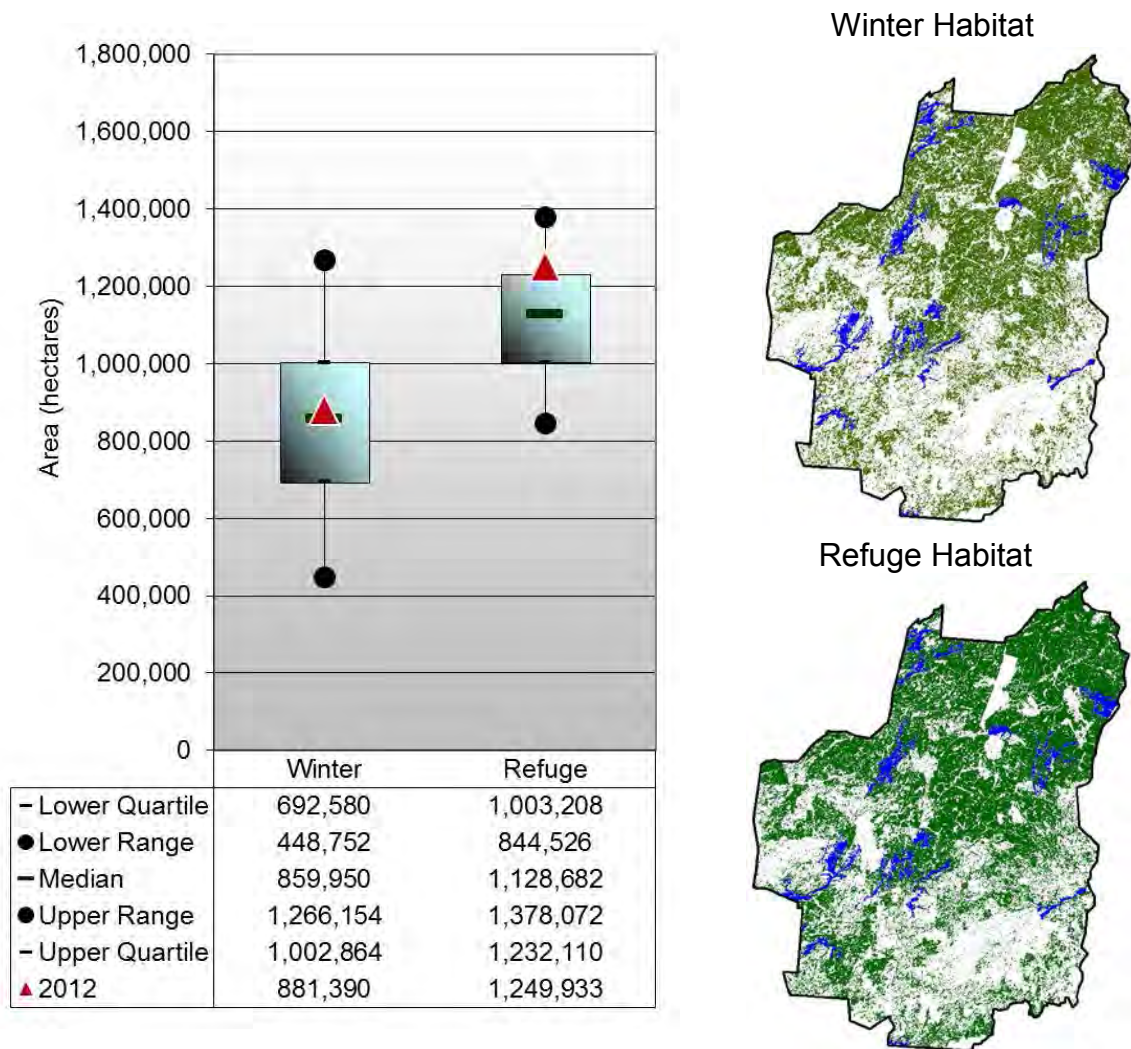 Winter Habitat
1,800,000
1,600,000
1,400,000
1,200,000
1,000,000
800,000
600,000
400,000
200,000
0
Area (hectares)
Winter Refuge
Lower Quartile 692,580 1,003,208
Lower Range 448,752 844,526
Median 859,950 1,128,682
Upper Range 1,266,154 1,378,072
Upper Quartile 1,002,864 1,232,110
2012 881,390 1,249,933
Refuge Habitat